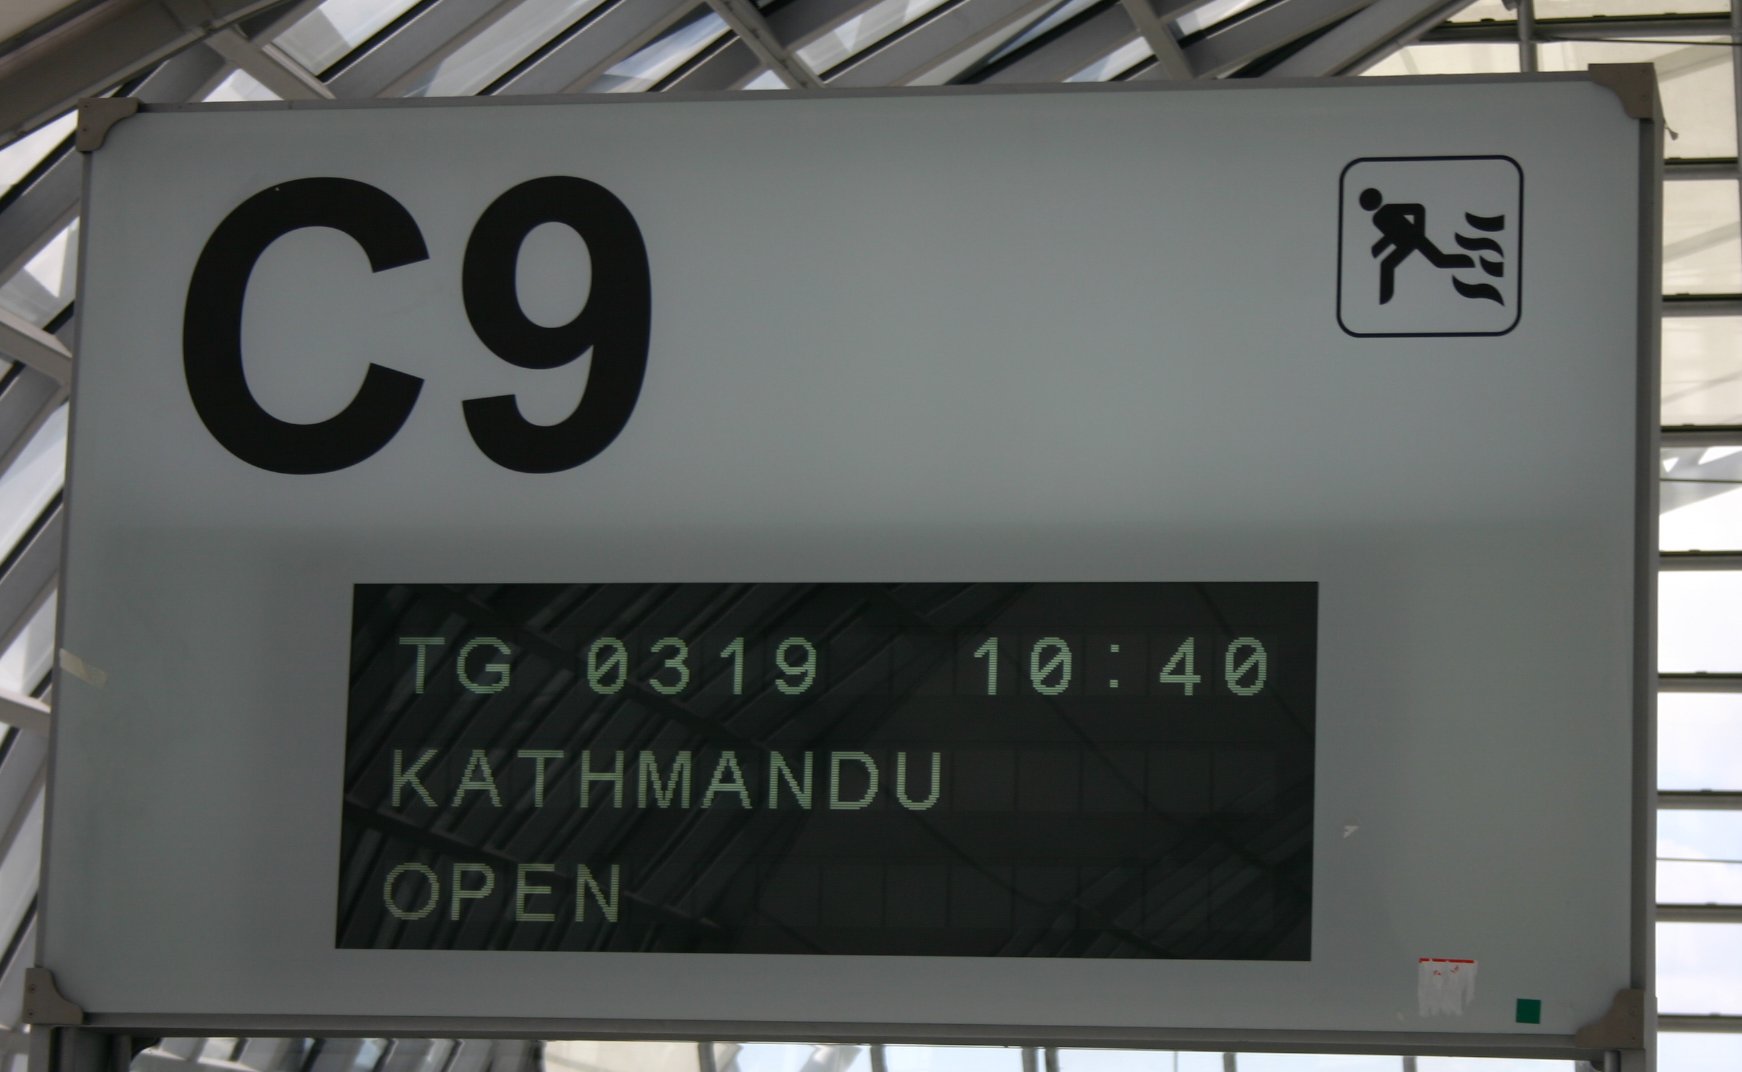 C9
TG 0319 10:40
KATHMANDU
OPEN